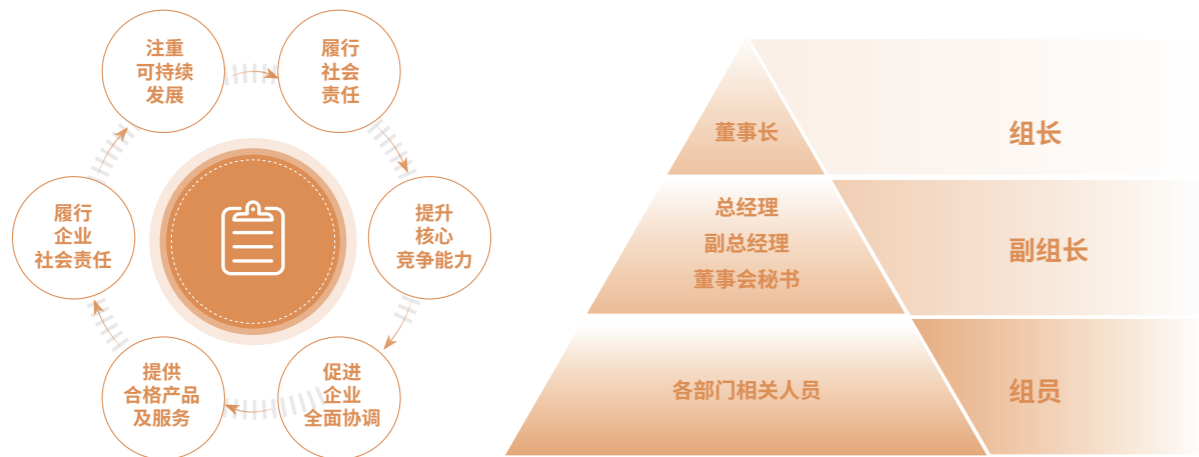 注重
可持续
发展
履行
社会
责任
提升
核心
竞争能力
促进
企业
全面协调
提供
合格产品
及服务
履行
企业
社会责任
董事长
组长
总经理
副总经理
董事会秘书
副组长
各部门相关人员
组员